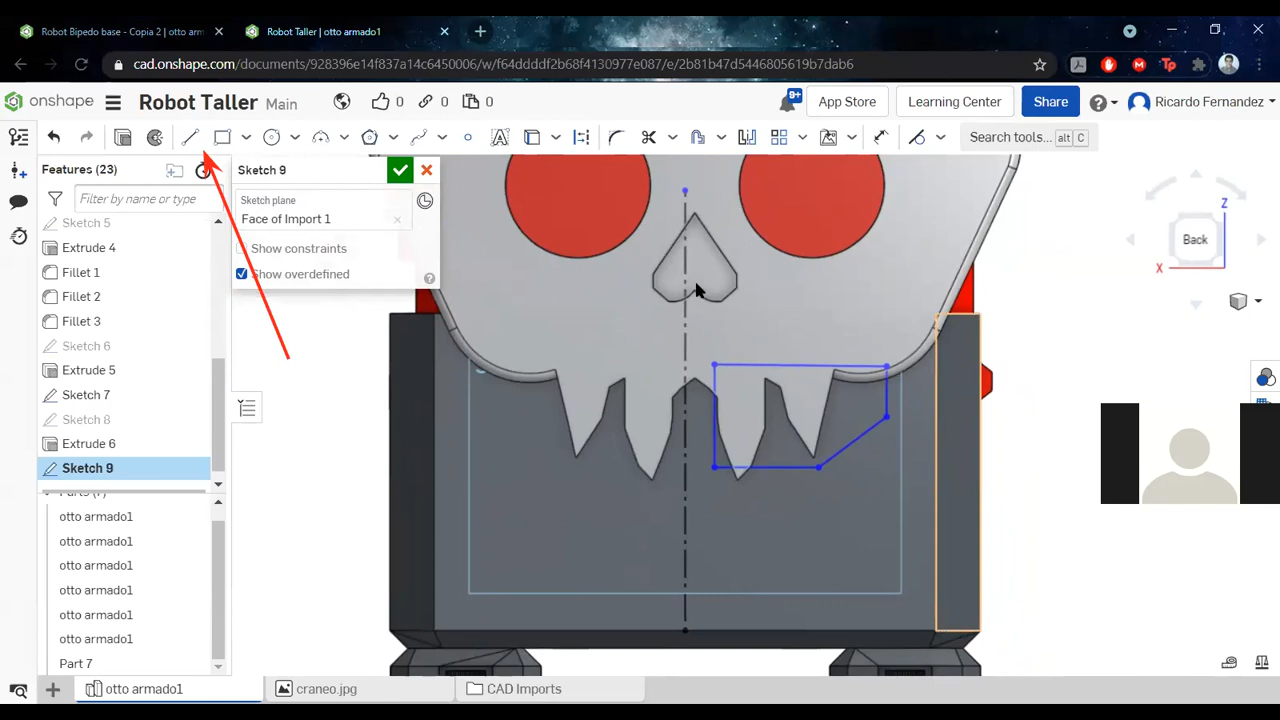 Robot Bipedo base - Copia 2 | otto arm
Robot Taller | otto armado1
cad.onshape.com/documents/928396e14f837a14c6450006/w/f64ddddf2b68f4130977e087/e/2b81b47d5446805619b7dab6
onshape
Robot Taller Main
0
0
0
9+
App Store
Learning Center
Share
Ricardo Fernandez
Search tools... alt C
Features (23)
Filter by name or type
Sketch 5
Extrude 4
Fillet 1
Fillet 2
Fillet 3
Sketch 6
Extrude 5
Sketch 7
Sketch 8
Extrude 6
Sketch 9
Parts (7)
otto armado1
otto armado1
otto armado1
otto armado1
otto armado1
otto armado1
Part 7
Sketch 9
Sketch plane
Face of Import 1
Show constraints
Show overdefined
Z
Back
X
otto armado1
craneo.jpg
CAD Imports